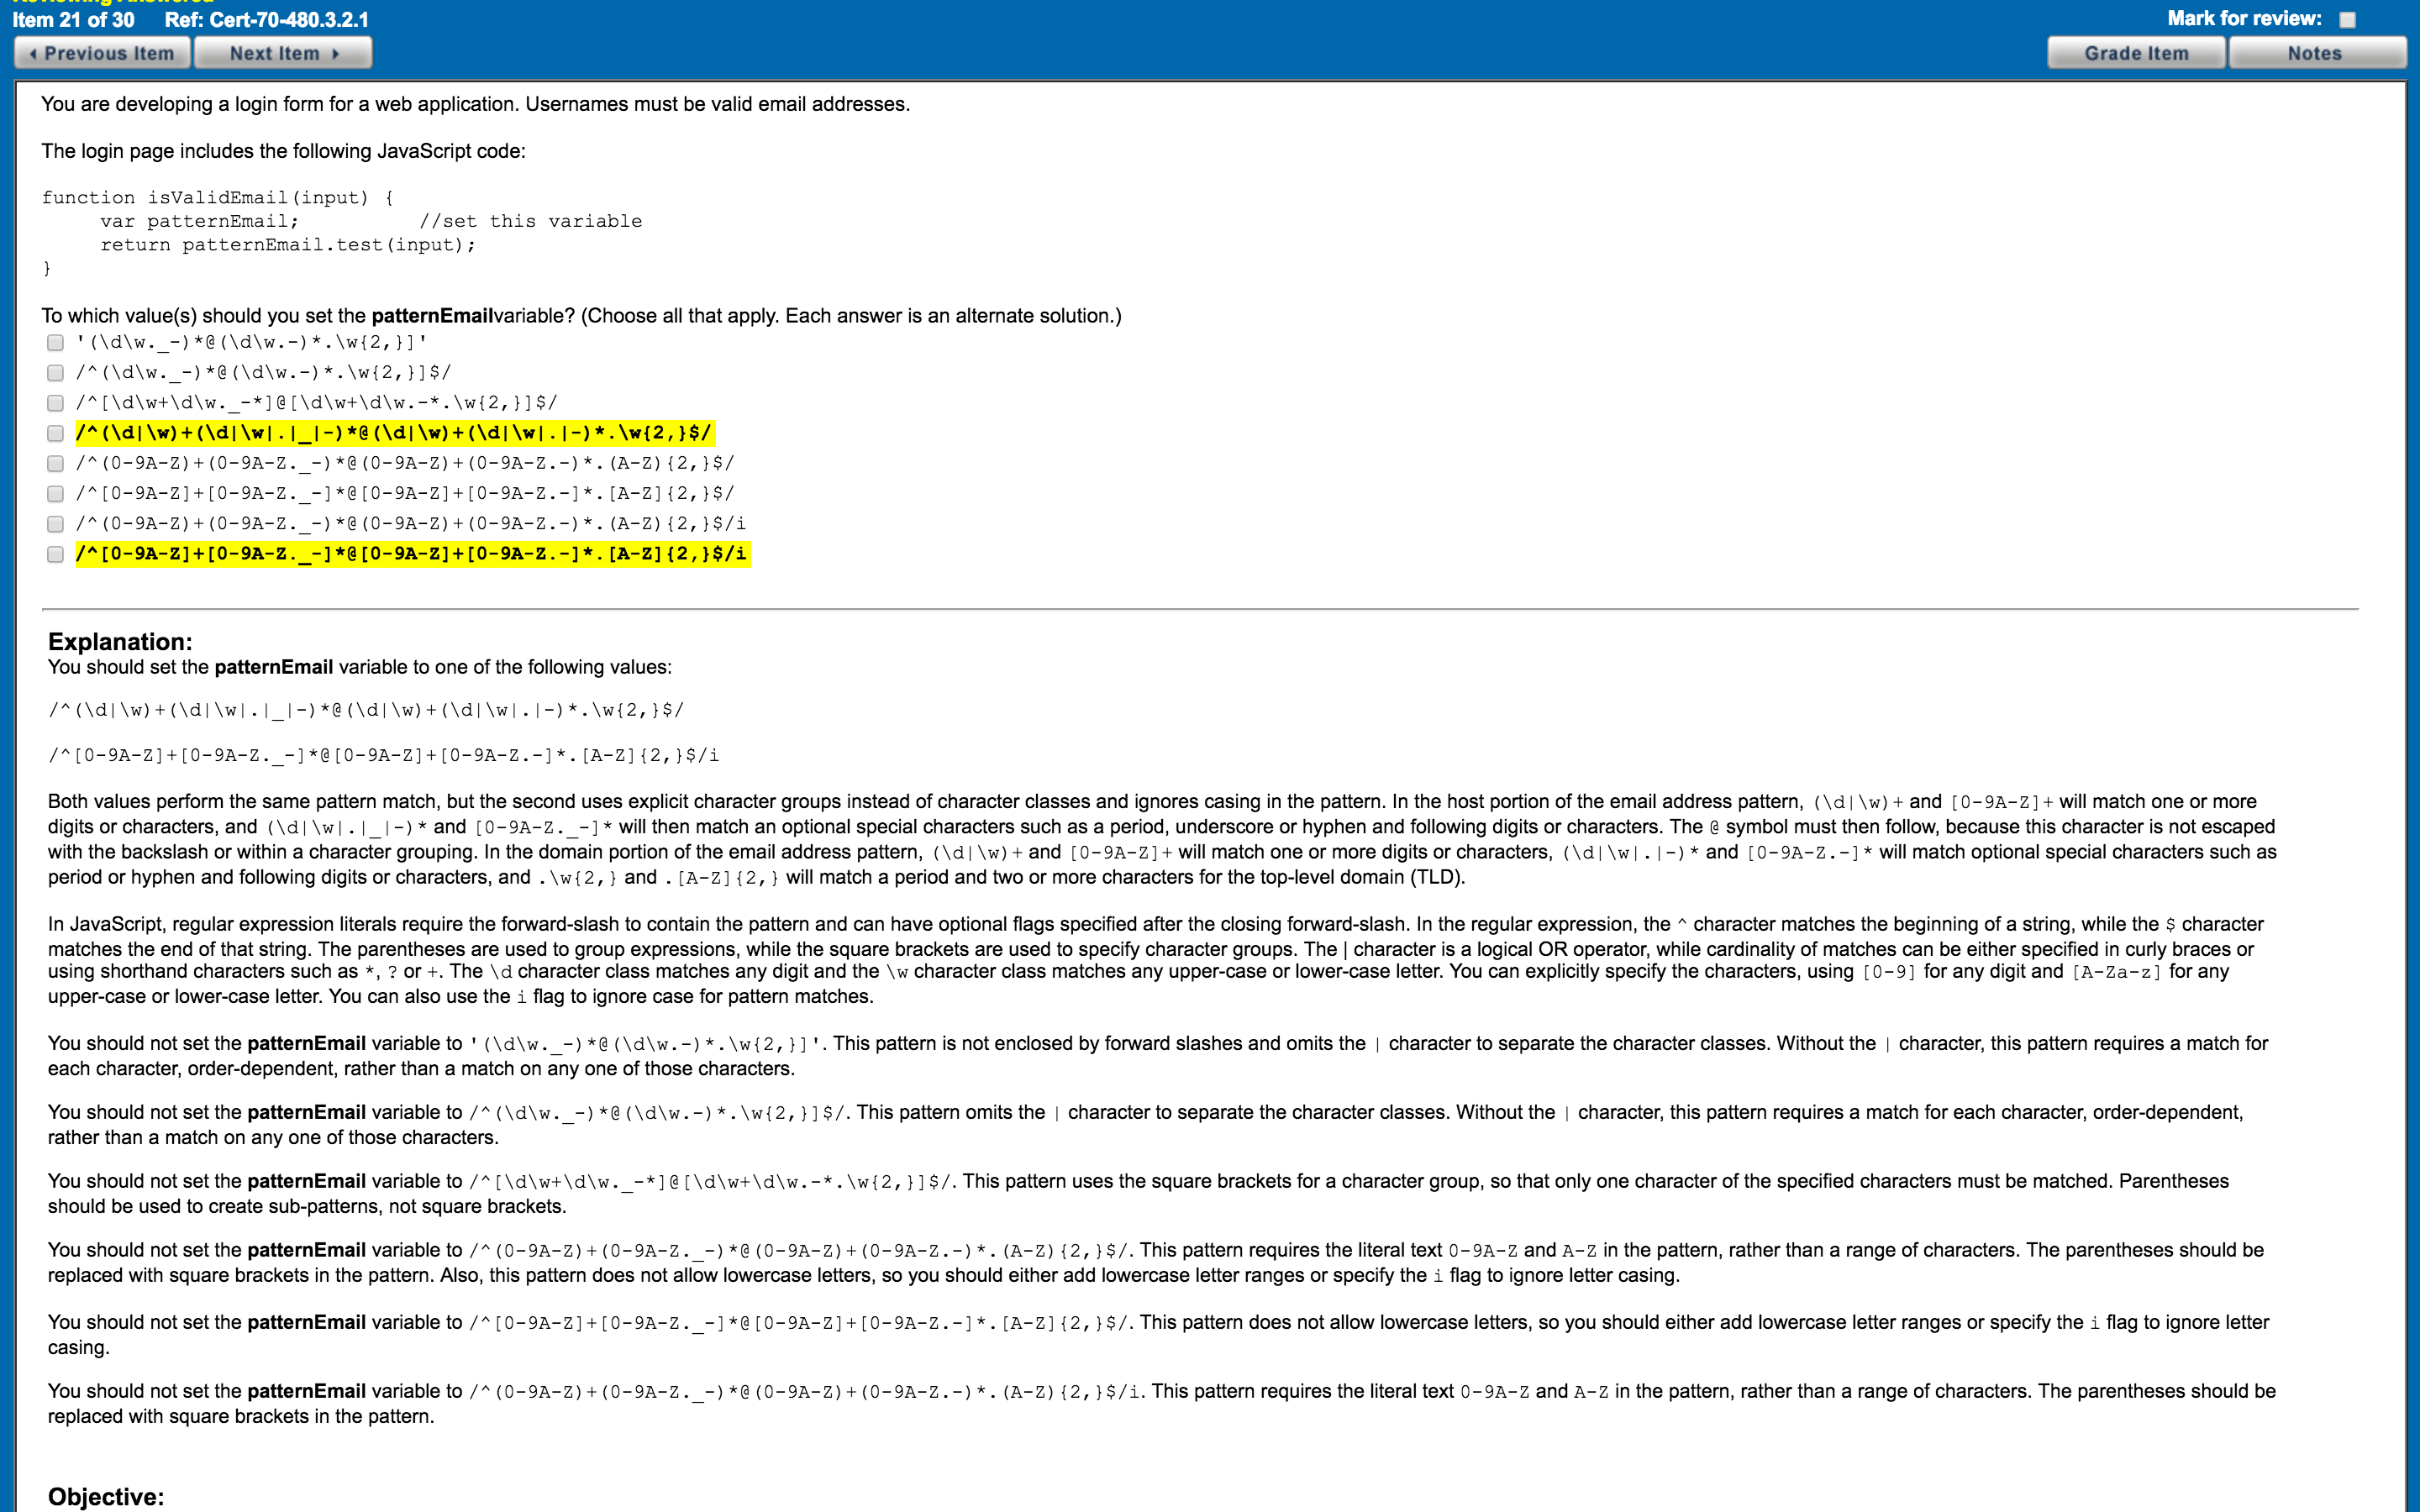 Reviewing Answered
Item 21 of 30 Ref: Cert-70-480.3.2.1
Mark for review:
Previous Item
Next Item
Grade Item
Notes
You are developing a login form for a web application. Usernames must be valid email addresses.
The login page includes the following JavaScript code:
function isValidEmail(input) {
var patternEmail; //set this variable
return patternEmail.test(input);
}
To which value(s) should you set the patternEmailvariable? (Choose all that apply. Each answer is an alternate solution.)
'(\d\w._-)*@(\d\w.-)*.\w{2,}]'
/^(\d\w._-)*@(\d\w.-)*.\w{2,}]$/
/^[\d\w+\d\w._-*]@[\d\w+\d\w.-*.\w{2,}]$/
/^(\d|\w)+(\d|\w|.|_|-)*@(\d|\w)+(\d|\w|.|-)*.\w{2,}$/
/^(0-9A-Z)+(0-9A-Z._-)*@(0-9A-Z)+(0-9A-Z.-)*.(A-Z){2,}$/
/^[0-9A-Z]+[0-9A-Z._-]*@[0-9A-Z]+[0-9A-Z.-]*.[A-Z]{2,}$/
/^(0-9A-Z)+(0-9A-Z._-)*@(0-9A-Z)+(0-9A-Z.-)*.(A-Z){2,}$/i
/^[0-9A-Z]+[0-9A-Z._-]*@[0-9A-Z]+[0-9A-Z.-]*.[A-Z]{2,}$/i
Explanation:
You should set the patternEmail variable to one of the following values:
/^(\d|\w)+(\d|\w|.|_|-)*@(\d|\w)+(\d|\w|.|-)*.\w{2,}$/
/^[0-9A-Z]+[0-9A-Z._-]*@[0-9A-Z]+[0-9A-Z.-]*.[A-Z]{2,}$/i
Both values perform the same pattern match, but the second uses explicit character groups instead of character classes and ignores casing in the pattern. In the host portion of the email address pattern, (\d|\w)+ and [0-9A-Z]+ will match one or more
digits or characters, and (\d|\w|.|_|-)* and [0-9A-Z._-]* will then match an optional special characters such as a period, underscore or hyphen and following digits or characters. The @ symbol must then follow, because this character is not escaped
with the backslash or within a character grouping. In the domain portion of the email address pattern, (\d|\w)+ and [0-9A-Z]+ will match one or more digits or characters, (\d|\w|.|-)* and [0-9A-Z.-]* will match optional special characters such as
period or hyphen and following digits or characters, and .\w{2,} and .[A-Z]{2,} will match a period and two or more characters for the top-level domain (TLD).
In JavaScript, regular expression literals require the forward-slash to contain the pattern and can have optional flags specified after the closing forward-slash. In the regular expression, the ^ character matches the beginning of a string, while the $ character
matches the end of that string. The parentheses are used to group expressions, while the square brackets are used to specify character groups. The | character is a logical OR operator, while cardinality of matches can be either specified in curly braces or
using shorthand characters such as *, ? or +. The \d character class matches any digit and the \w character class matches any upper-case or lower-case letter. You can explicitly specify the characters, using [0-9] for any digit and [A-Za-z] for any
upper-case or lower-case letter. You can also use the i flag to ignore case for pattern matches.
You should not set the patternEmail variable to '(\d\w._-)*@(\d\w.-)*.\w{2,}]'. This pattern is not enclosed by forward slashes and omits the | character to separate the character classes. Without the | character, this pattern requires a match for
each character, order-dependent, rather than a match on any one of those characters.
You should not set the patternEmail variable to /^(\d\w._-)*@(\d\w.-)*.\w{2,}]$/. This pattern omits the | character to separate the character classes. Without the | character, this pattern requires a match for each character, order-dependent,
rather than a match on any one of those characters.
You should not set the patternEmail variable to /^[\d\w+\d\w._-*]@[\d\w+\d\w.-*.\w{2,}]$/. This pattern uses the square brackets for a character group, so that only one character of the specified characters must be matched. Parentheses
should be used to create sub-patterns, not square brackets.
You should not set the patternEmail variable to /^(0-9A-Z)+(0-9A-Z._-)*@(0-9A-Z)+(0-9A-Z.-)*.(A-Z){2,}$/. This pattern requires the literal text 0-9A-Z and A-Z in the pattern, rather than a range of characters. The parentheses should be
replaced with square brackets in the pattern. Also, this pattern does not allow lowercase letters, so you should either add lowercase letter ranges or specify the i flag to ignore letter casing.
You should not set the patternEmail variable to /^[0-9A-Z]+[0-9A-Z._-]*@[0-9A-Z]+[0-9A-Z.-]*.[A-Z]{2,}$/. This pattern does not allow lowercase letters, so you should either add lowercase letter ranges or specify the i flag to ignore letter
casing.
You should not set the patternEmail variable to /^(0-9A-Z)+(0-9A-Z._-)*@(0-9A-Z)+(0-9A-Z.-)*.(A-Z){2,}$/i. This pattern requires the literal text 0-9A-Z and A-Z in the pattern, rather than a range of characters. The parentheses should be
replaced with square brackets in the pattern.
Objective: